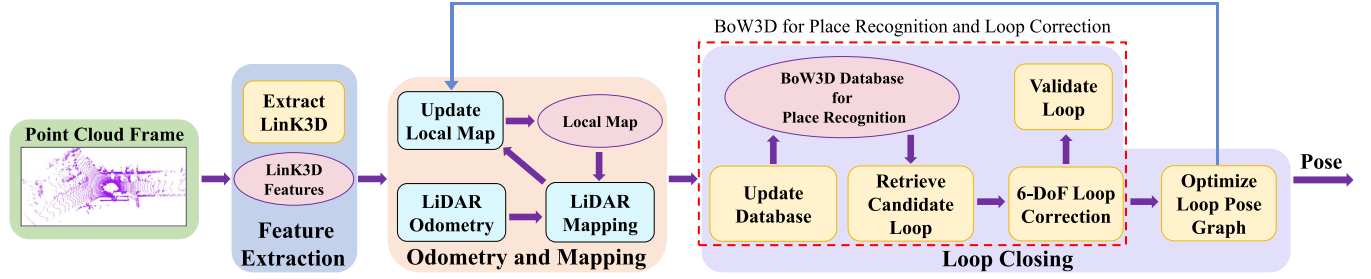 BoW3D for Place Recognition and Loop Correction
Point Cloud Frame
Extract
LinK3D
LinK3D
Features
Feature
Extraction
Update
Local Map
Local Map
LiDAR
Odometry
LiDAR
Mapping
Odometry and Mapping
BoW3D Database
for
Place Recognition
Validate
Loop
Update
Database
Retrieve
Candidate
Loop
6-DoF Loop
Correction
Optimize
Loop Pose
Graph
Loop Closing
Pose